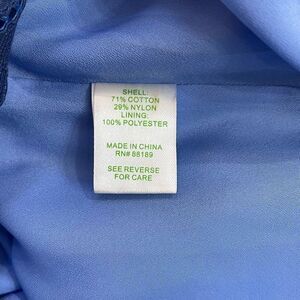 SHELL:
71% COTTON
29% NYLON
LINING:
100% POLYESTER
MADE IN CHINA
RN# 88189
SEE REVERSE
FOR CARE